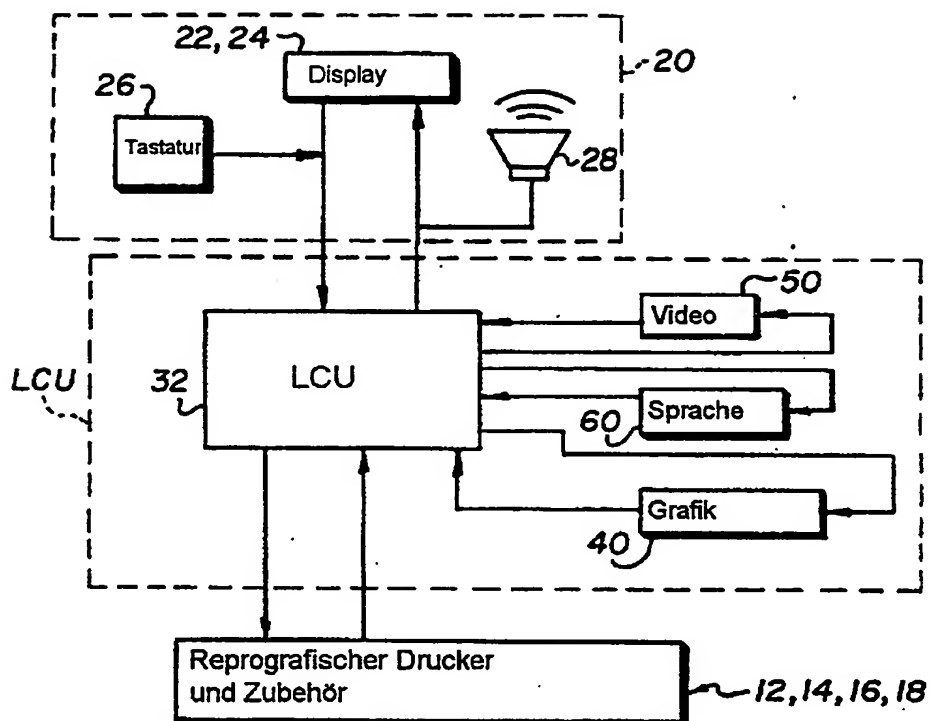 22, 24
20
Display
26
Tastatur
28
50
Video
LCU
32
LCU
60
Sprache
Grafik
40
Reprografischer Drucker
und Zubehör
12, 14, 16, 18